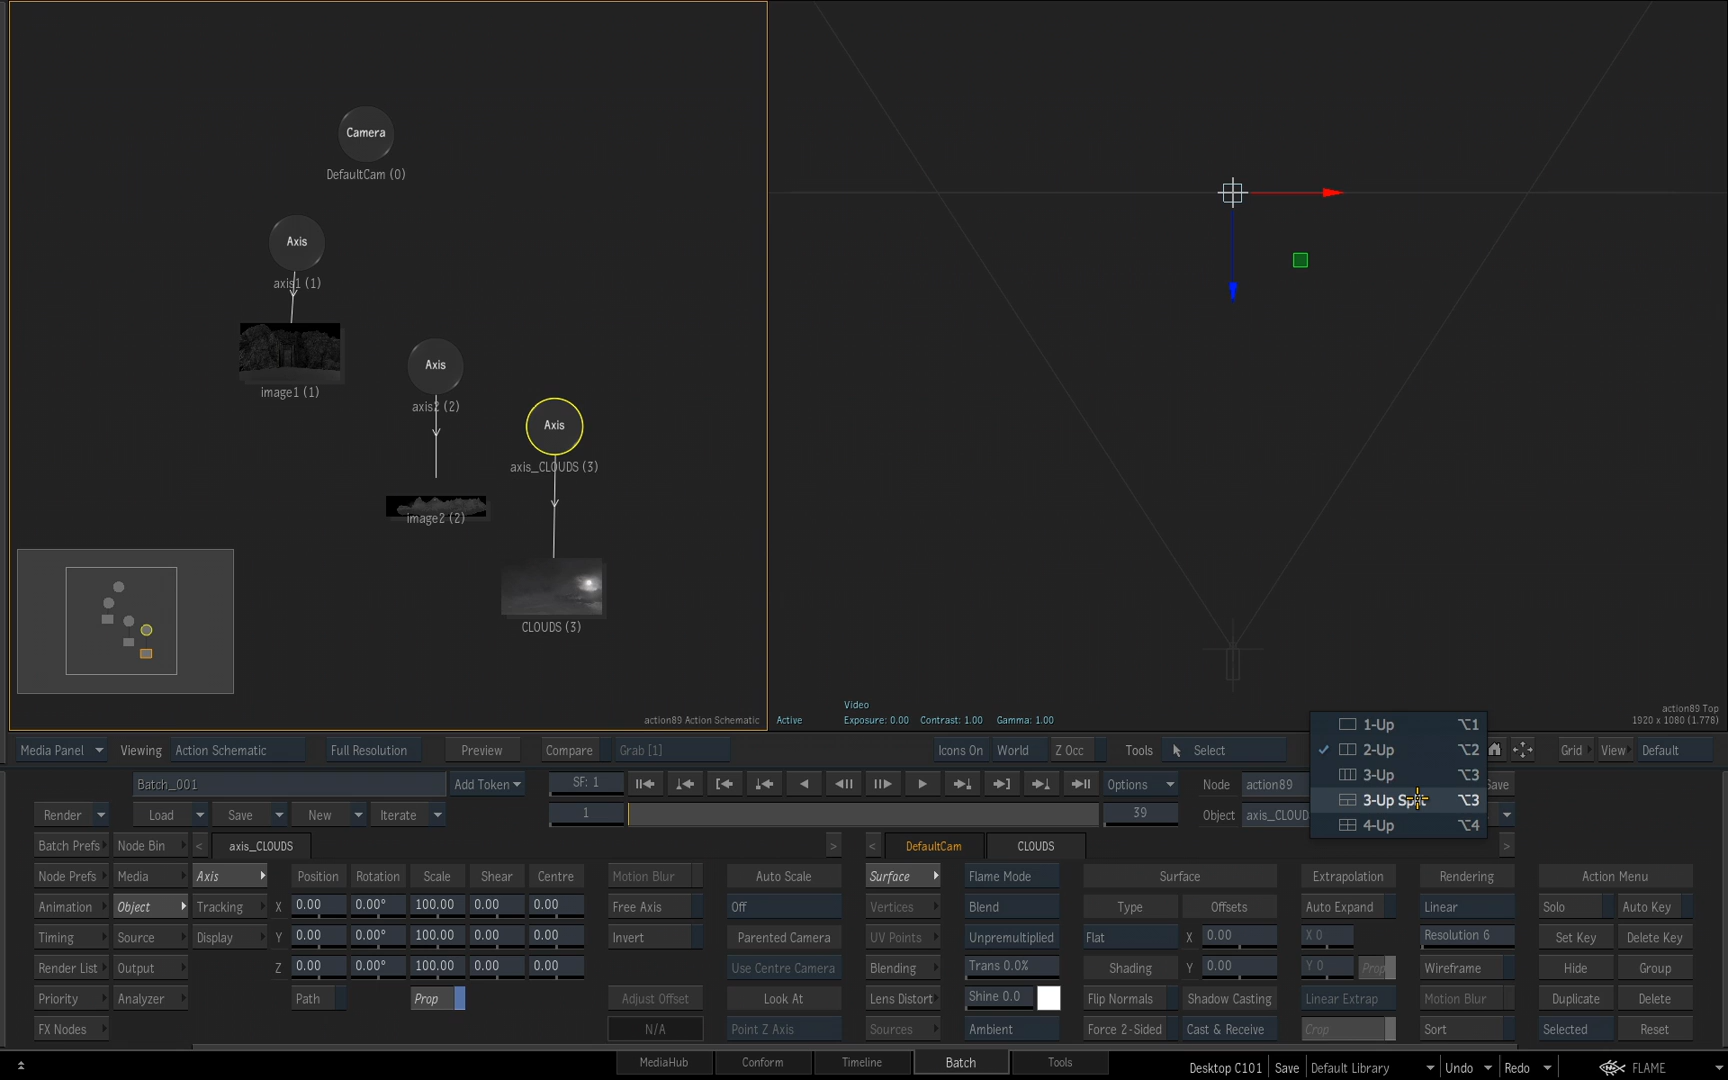 Camera
DefaultCam (0)
Axis
axis1 (1)
image1 (1)
Axis
axis2 (2)
image2 (2)
Axis
axis_CLOUDS (3)
CLOUDS (3)
action89 Action Schematic
Video
Active Exposure: 0.00 Contrast: 1.00 Gamma: 1.00
action89 Top
1920 x 1080 (1.778)
1-Up ⌥1
2-Up ⌥2
3-Up ⌥3
3-Up Split ⌥3
4-Up ⌥4
Media Panel Viewing Action Schematic Full Resolution Preview Compare Grab [1] Icons On World Z Occ Tools Select Grid View Default
Batch_001 Add Token SF: 1 Options Node action89 Save
Render Load Save New Iterate 1 39 Object axis_CLOUD
Batch Prefs Node Bin < axis_CLOUDS > < DefaultCam CLOUDS >
Node Prefs Media Axis Position Rotation Scale Shear Centre Motion Blur Auto Scale Surface Flame Mode Surface Extrapolation Rendering Action Menu
Animation Object Tracking X 0.00 0.00° 100.00 0.00 0.00 Free Axis Off Vertices Blend Type Offsets Auto Expand Linear Solo Auto Key
Timing Source Display Y 0.00 0.00° 100.00 0.00 0.00 Invert Parented Camera UV Points Unpremultiplied Flat X 0.00 X 0 Resolution 6 Set Key Delete Key
Render List Output Z 0.00 0.00° 100.00 0.00 0.00 Use Centre Camera Blending Trans 0.0% Shading Y 0.00 Y 0 Prop Wireframe Hide Group
Priority Analyzer Path Prop Adjust Offset Look At Lens Distort Shine 0.0 Flip Normals Shadow Casting Linear Extrap Motion Blur Duplicate Delete
FX Nodes N/A Point Z Axis Sources Ambient Force 2-Sided Cast & Receive Crop Sort Selected Reset
MediaHub Conform Timeline Batch Tools Desktop C101 Save Default Library Undo Redo FLAME